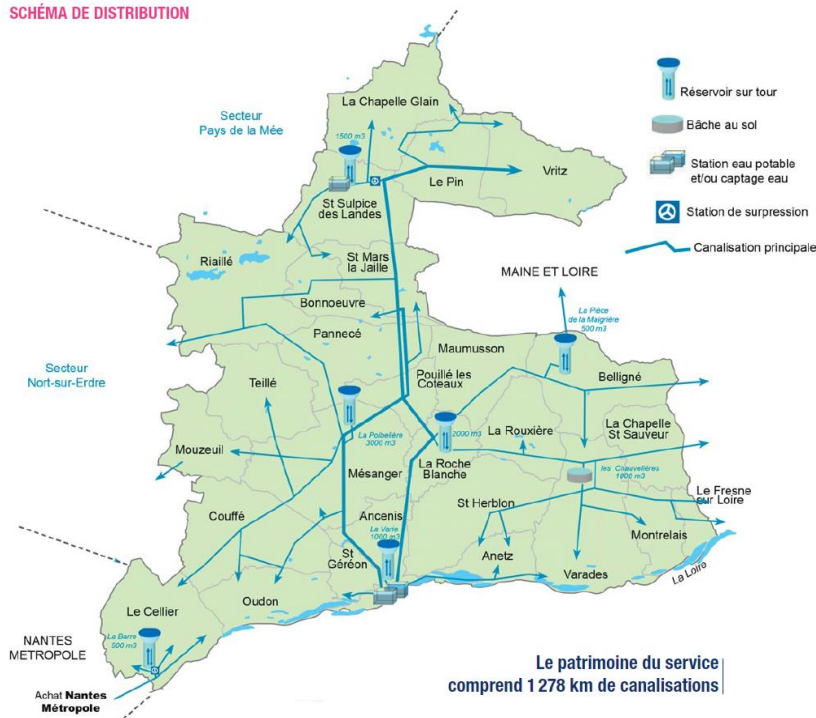 SCHÉMA DE DISTRIBUTION
Secteur
Pays de la Mée
La Chapelle Glain
1500 m3
Vritz
Le Pin
St Sulpice
des Landes
Réservoir sur tour
Bâche au sol
Station eau potable
et/ou captage eau
Station de surpression
Canalisation principale
Riaillé
St Mars
la Jaille
MAINE ET LOIRE
Bonnoeuvre
Pannecé
La Pièce
de la Maigrière
500 m3
Maumusson
Secteur
Nort-sur-Erdre
Teillé
Pouillé les
Coteaux
Belligné
La Poibelière
3000 m3
2000 m3
La Rouxière
La Chapelle
St Sauveur
Mouzeuil
Mésanger
La Roche
Blanche
les Chauvelières
1000 m3
Le Fresne
sur Loire
Couffé
Ancenis
St Herblon
La Varie
1000 m3
Montrelais
St
Géréon
Anetz
Varades
La Loire
Le Cellier
Oudon
NANTES
METROPOLE
La Barre
500 m3
Achat Nantes
Métropole
Le patrimoine du service
comprend 1 278 km de canalisations